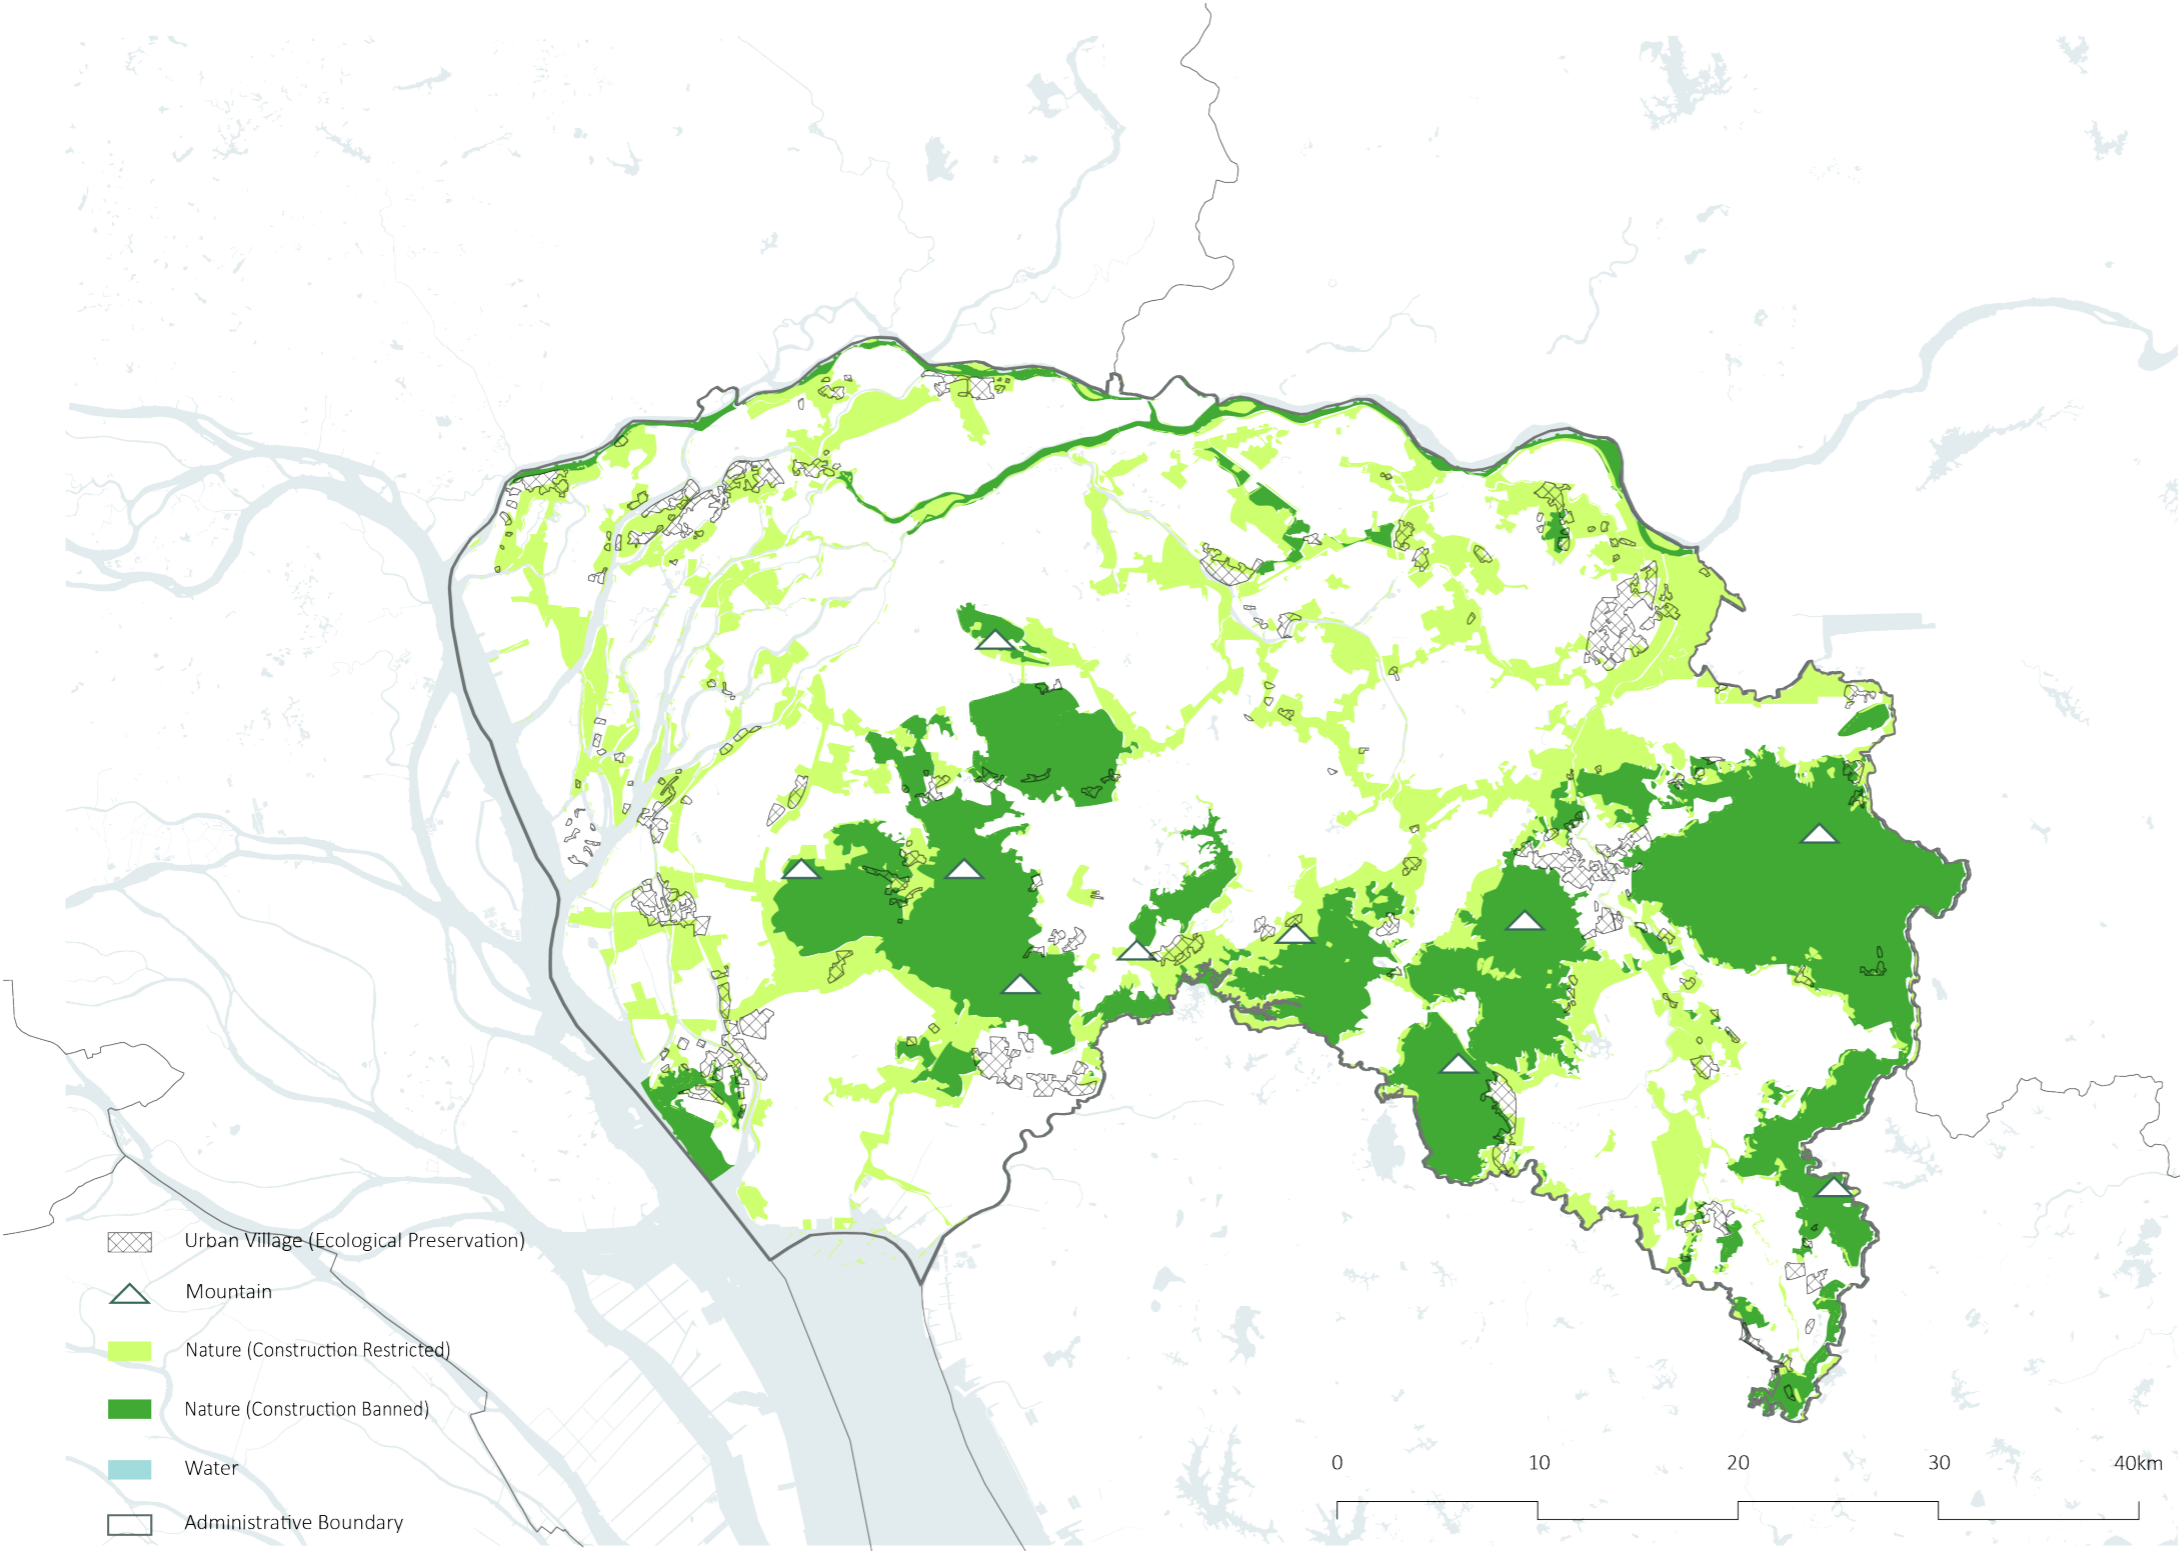 Urban Village (Ecological Preservation)
Mountain
Nature (Construction Restricted)
Nature (Construction Banned)
Water
Administrative Boundary
0 10 20 30 40km